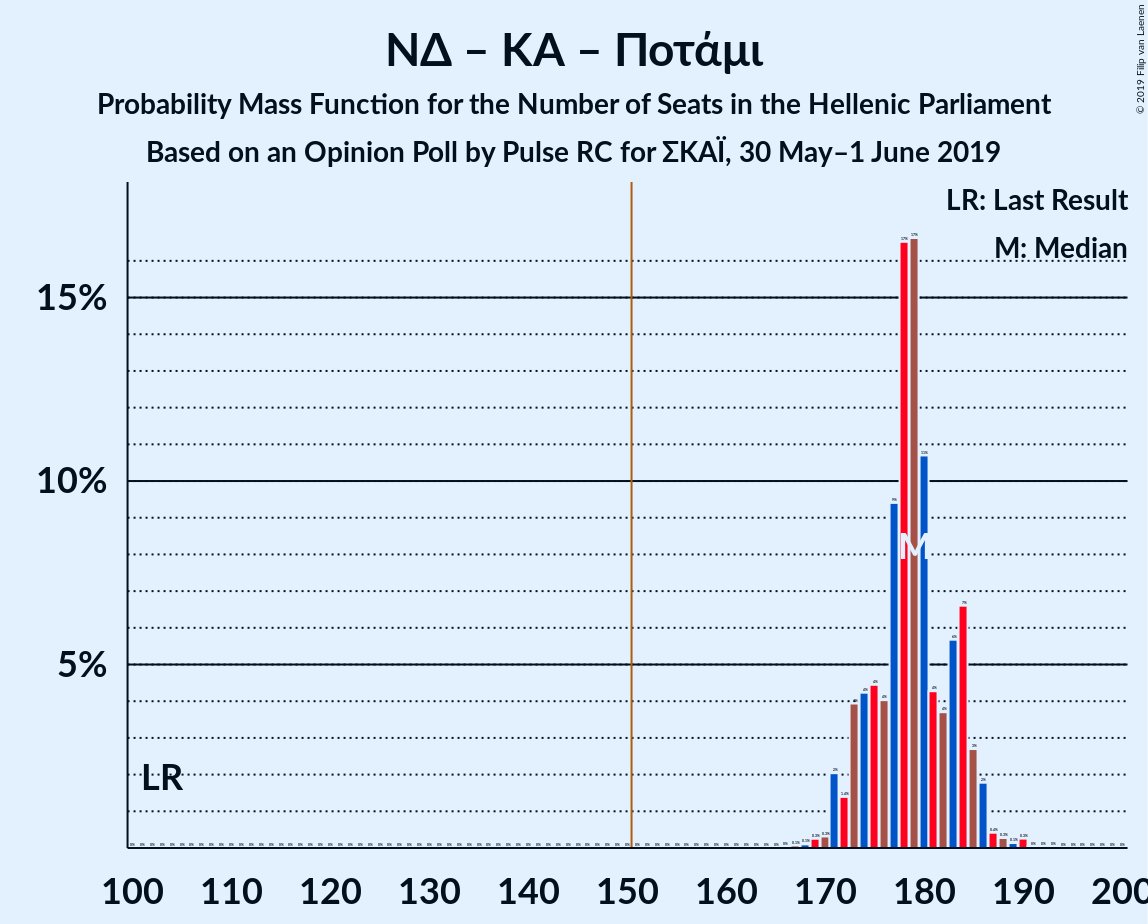 ΝΔ – ΚΑ – Ποτάμι
Probability Mass Function for the Number of Seats in the Hellenic Parliament
Based on an Opinion Poll by Pulse RC for ΣΚΑΪ, 30 May–1 June 2019
© 2019 Filip van Laenen
LR: Last Result
M: Median
15%
10%
5%
M
LR
100 110 120 130 140 150 160 170 180 190 200